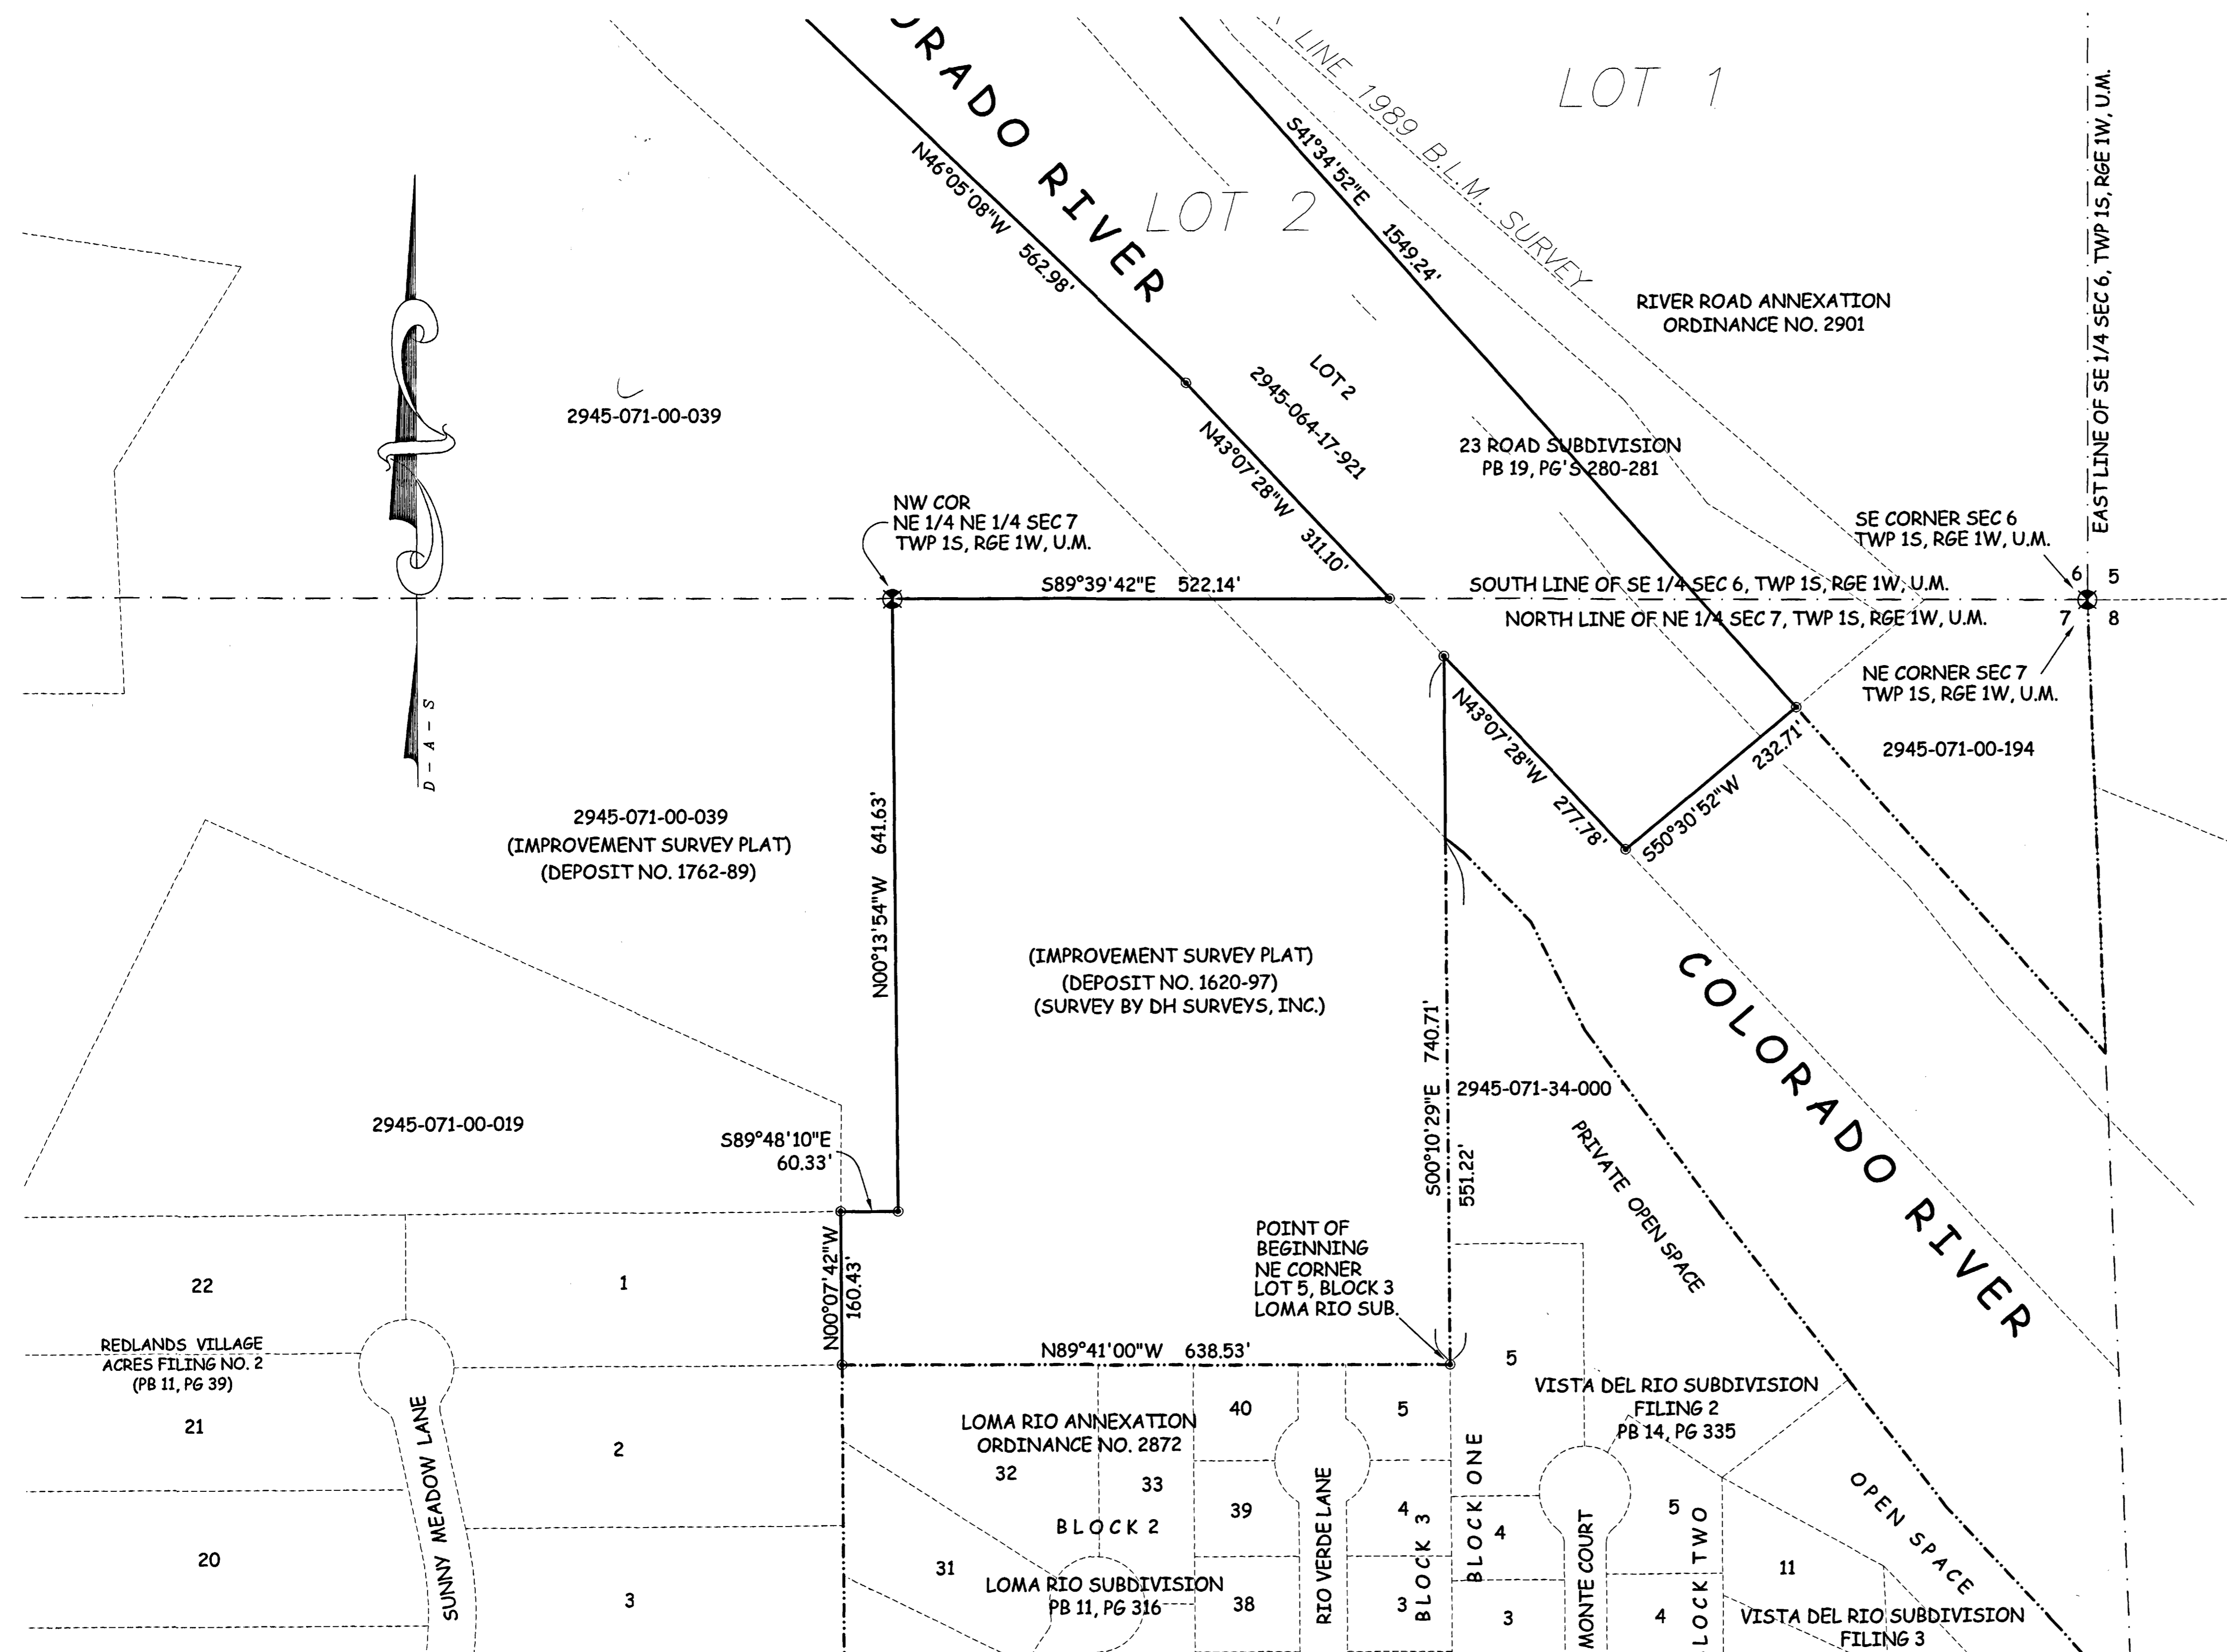 ORADO RIVER
LINE 1989 B.L.M. SURVEY
LOT 1
LOT 2
EAST LINE OF SE 1/4 SEC 6, TWP 1S, RGE 1W, U.M.
S41°34'52"E 1549.24'
N46°05'08"W 562.98'
RIVER ROAD ANNEXATION
ORDINANCE NO. 2901
2945-071-00-039
LOT 2
2945-064-17-921
N43°07'28"W 311.10'
23 ROAD SUBDIVISION
PB 19, PG'S 280-281
NW COR
NE 1/4 NE 1/4 SEC 7
TWP 1S, RGE 1W, U.M.
SE CORNER SEC 6
TWP 1S, RGE 1W, U.M.
S89°39'42"E 522.14'
SOUTH LINE OF SE 1/4 SEC 6, TWP 1S, RGE 1W, U.M.
6 5
NORTH LINE OF NE 1/4 SEC 7, TWP 1S, RGE 1W, U.M.
7 8
NE CORNER SEC 7
TWP 1S, RGE 1W, U.M.
D - A - S
N43°07'28"W 277.78'
S50°30'52"W 232.71'
2945-071-00-194
2945-071-00-039
(IMPROVEMENT SURVEY PLAT)
(DEPOSIT NO. 1762-89)
N00°13'54"W 641.63'
(IMPROVEMENT SURVEY PLAT)
(DEPOSIT NO. 1620-97)
(SURVEY BY DH SURVEYS, INC.)
COLORADO RIVER
S00°10'29"E 740.71'
551.22'
2945-071-34-000
2945-071-00-019
S89°48'10"E
60.33'
PRIVATE OPEN SPACE
N00°07'42"W
160.43'
POINT OF
BEGINNING
NE CORNER
LOT 5, BLOCK 3
LOMA RIO SUB.
22
1
REDLANDS VILLAGE
ACRES FILING NO. 2
(PB 11, PG 39)
N89°41'00"W 638.53'
5
VISTA DEL RIO SUBDIVISION
FILING 2
PB 14, PG 335
21
SUNNY MEADOW LANE
2
LOMA RIO ANNEXATION
ORDINANCE NO. 2872
32
33
40
5
BLOCK ONE
OPEN SPACE
BLOCK 2
39
RIO VERDE LANE
4
BLOCK 3
4
MONTE COURT
5
LOCK TWO
20
3
31
LOMA RIO SUBDIVISION
PB 11, PG 316
38
3
3
4
11
VISTA DEL RIO SUBDIVISION
FILING 3